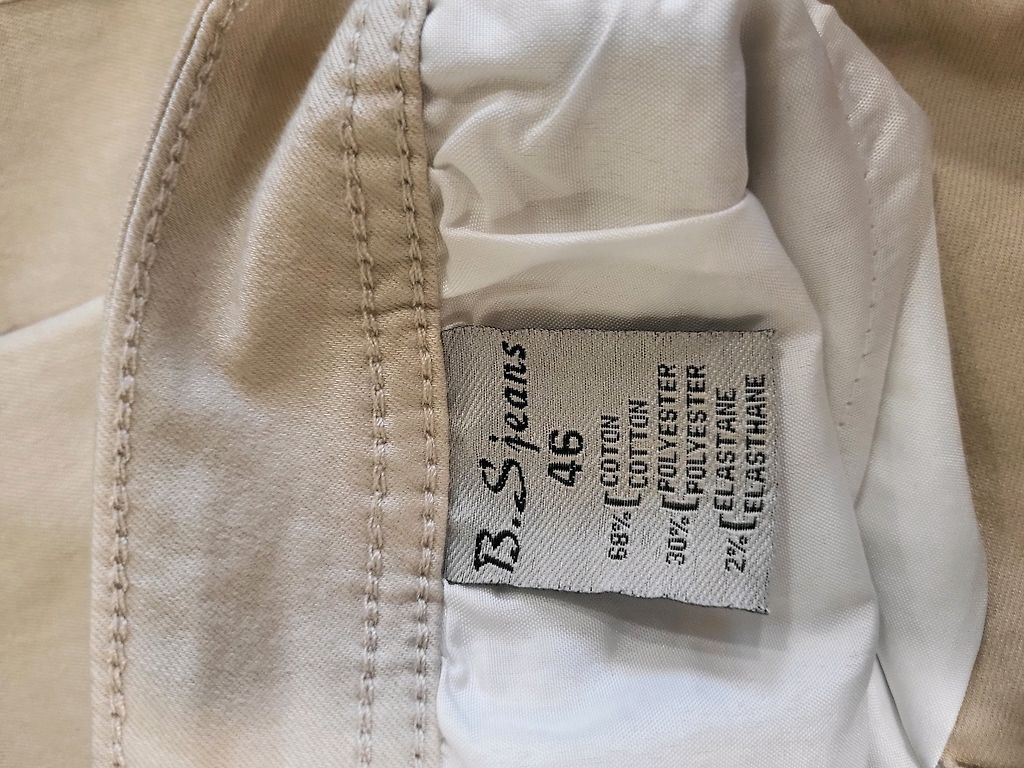 B.S jeans
46
68% [ COTON
COTTON
30% [ POLYESTER
POLYESTER
2% [ ELASTANE
ELASTHANE